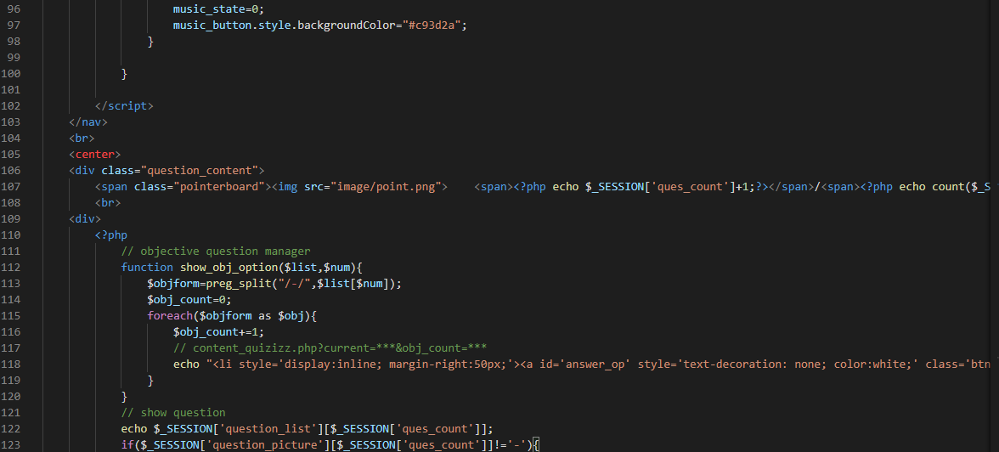 96 music_state=0;
97 music_button.style.backgroundColor="#c93d2a";
98 }
99
100 }
101
102 </script>
103 </nav>
104 <br>
105 <center>
106 <div class="question_content">
107 <span class="pointerboard"><img src="image/point.png"> <span><?php echo $_SESSION['ques_count']+1;?></span>/<span><?php echo count($_S
108 <br>
109 <div>
110 <?php
111 // objective question manager
112 function show_obj_option($list,$num){
113 $objform=preg_split("/-/",$list[$num]);
114 $obj_count=0;
115 foreach($objform as $obj){
116 $obj_count+=1;
117 // content_quizizz.php?current=***&obj_count=***
118 echo "<li style='display:inline; margin-right:50px;'><a id='answer_op' style='text-decoration: none; color:white;' class='btn
119 }
120 }
121 // show question
122 echo $_SESSION['question_list'][$_SESSION['ques_count']];
123 if($_SESSION['question_picture'][$_SESSION['ques_count']]!='-'){